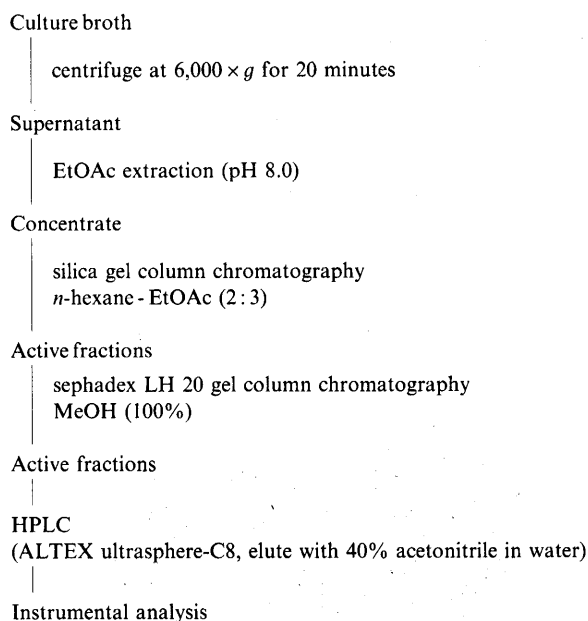 Culture broth
centrifuge at 6,000 × g for 20 minutes
Supernatant
EtOAc extraction (pH 8.0)
Concentrate
silica gel column chromatography
n-hexane - EtOAc (2 : 3)
Active fractions
sephadex LH 20 gel column chromatography
MeOH (100%)
Active fractions
HPLC
(ALTEX ultrasphere-C8, elute with 40% acetonitrile in water)
Instrumental analysis